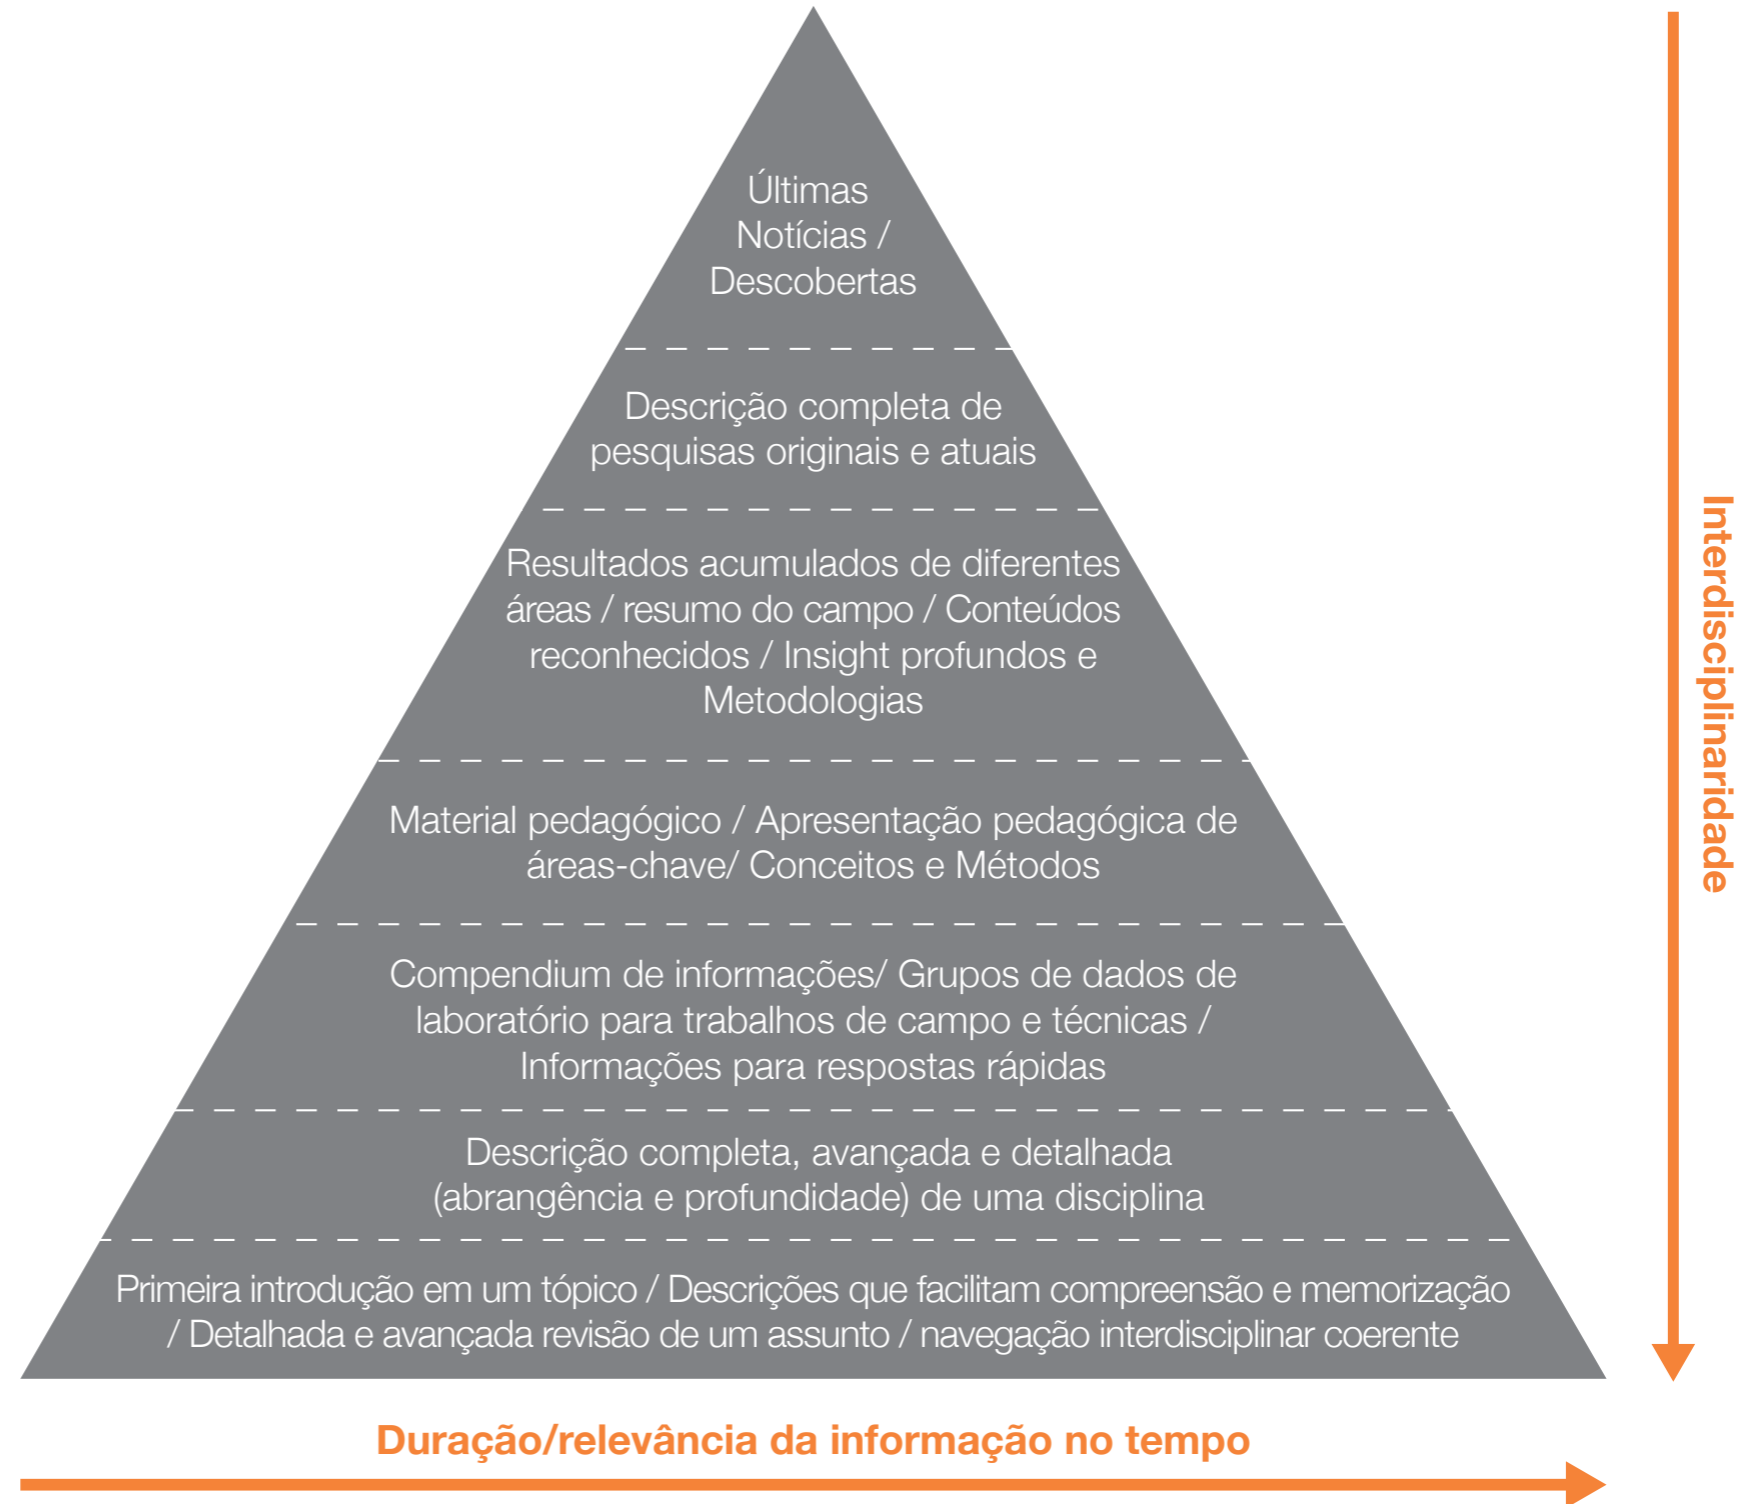 Últimas
Notícias /
Descobertas
Descrição completa de
pesquisas originais e atuais
Resultados acumulados de diferentes
áreas / resumo do campo / Conteúdos
reconhecidos / Insight profundos e
Metodologias
Material pedagógico / Apresentação pedagógica de
áreas-chave/ Conceitos e Métodos
Compendium de informações/ Grupos de dados de
laboratório para trabalhos de campo e técnicas /
Informações para respostas rápidas
Descrição completa, avançada e detalhada
(abrangência e profundidade) de uma disciplina
Primeira introdução em um tópico / Descrições que facilitam compreensão e memorização
/ Detalhada e avançada revisão de um assunto / navegação interdisciplinar coerente
Interdisciplinaridade
Duração/relevância da informação no tempo